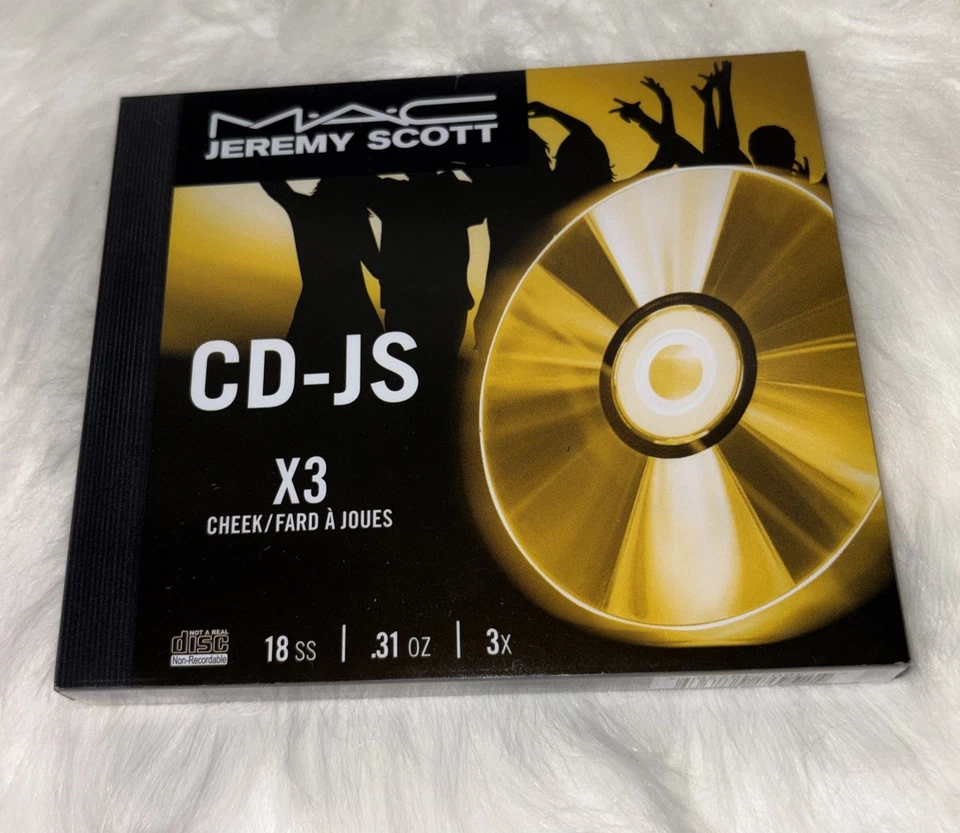 M·A·C
JEREMY SCOTT
CD-JS
X3
CHEEK/FARD À JOUES
NOT A REAL
disc
Non-Recordable
18 SS | .31 OZ | 3X